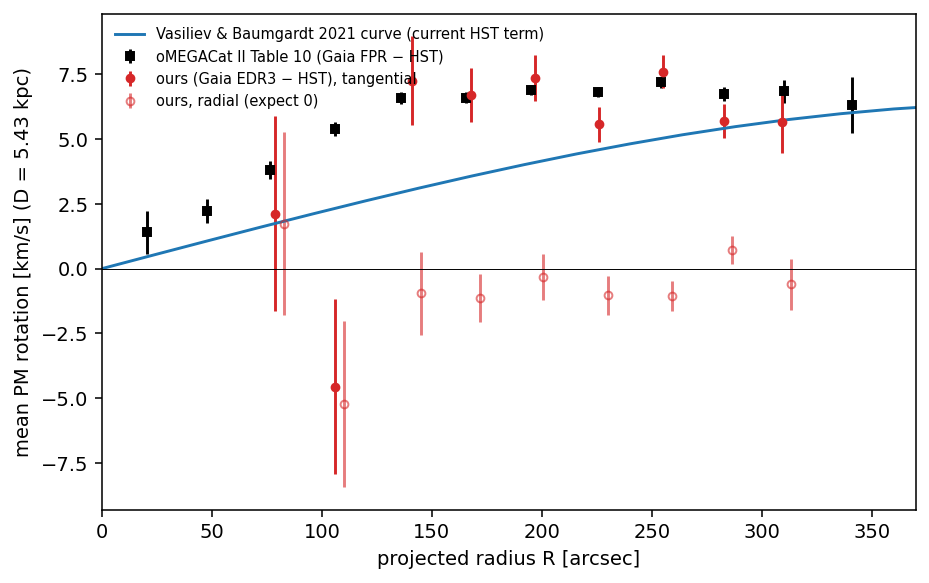 Vasiliev & Baumgardt 2021 curve (current HST term)
oMEGACat II Table 10 (Gaia FPR − HST)
ours (Gaia EDR3 − HST), tangential
ours, radial (expect 0)
mean PM rotation [km/s] (D = 5.43 kpc)
7.5
5.0
2.5
0.0
−2.5
−5.0
−7.5
0 50 100 150 200 250 300 350
projected radius R [arcsec]